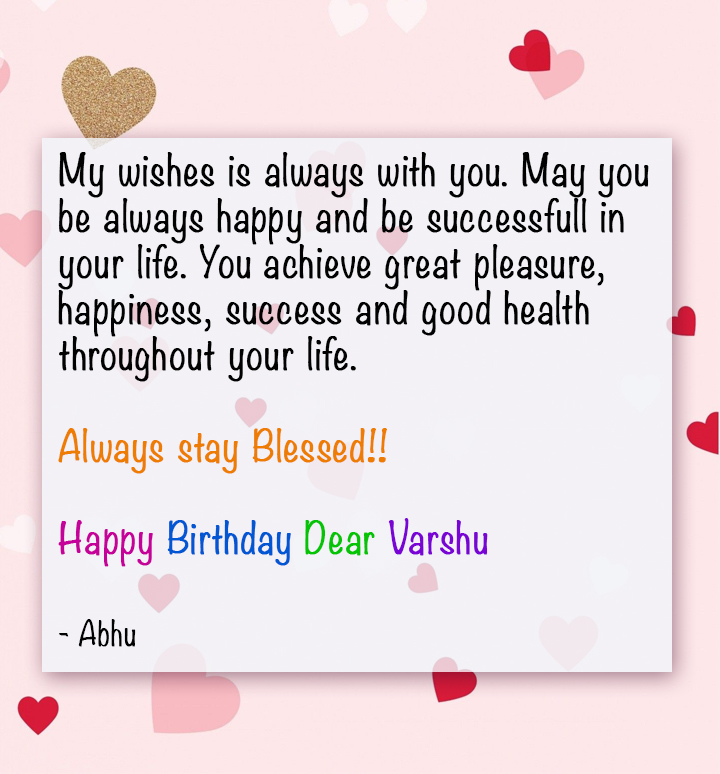 My wishes is always with you. May you
be always happy and be successfull in
your life. You achieve great pleasure,
happiness, success and good health
throughout your life.
Always stay Blessed!!
Happy Birthday Dear Varshu
- Abhu